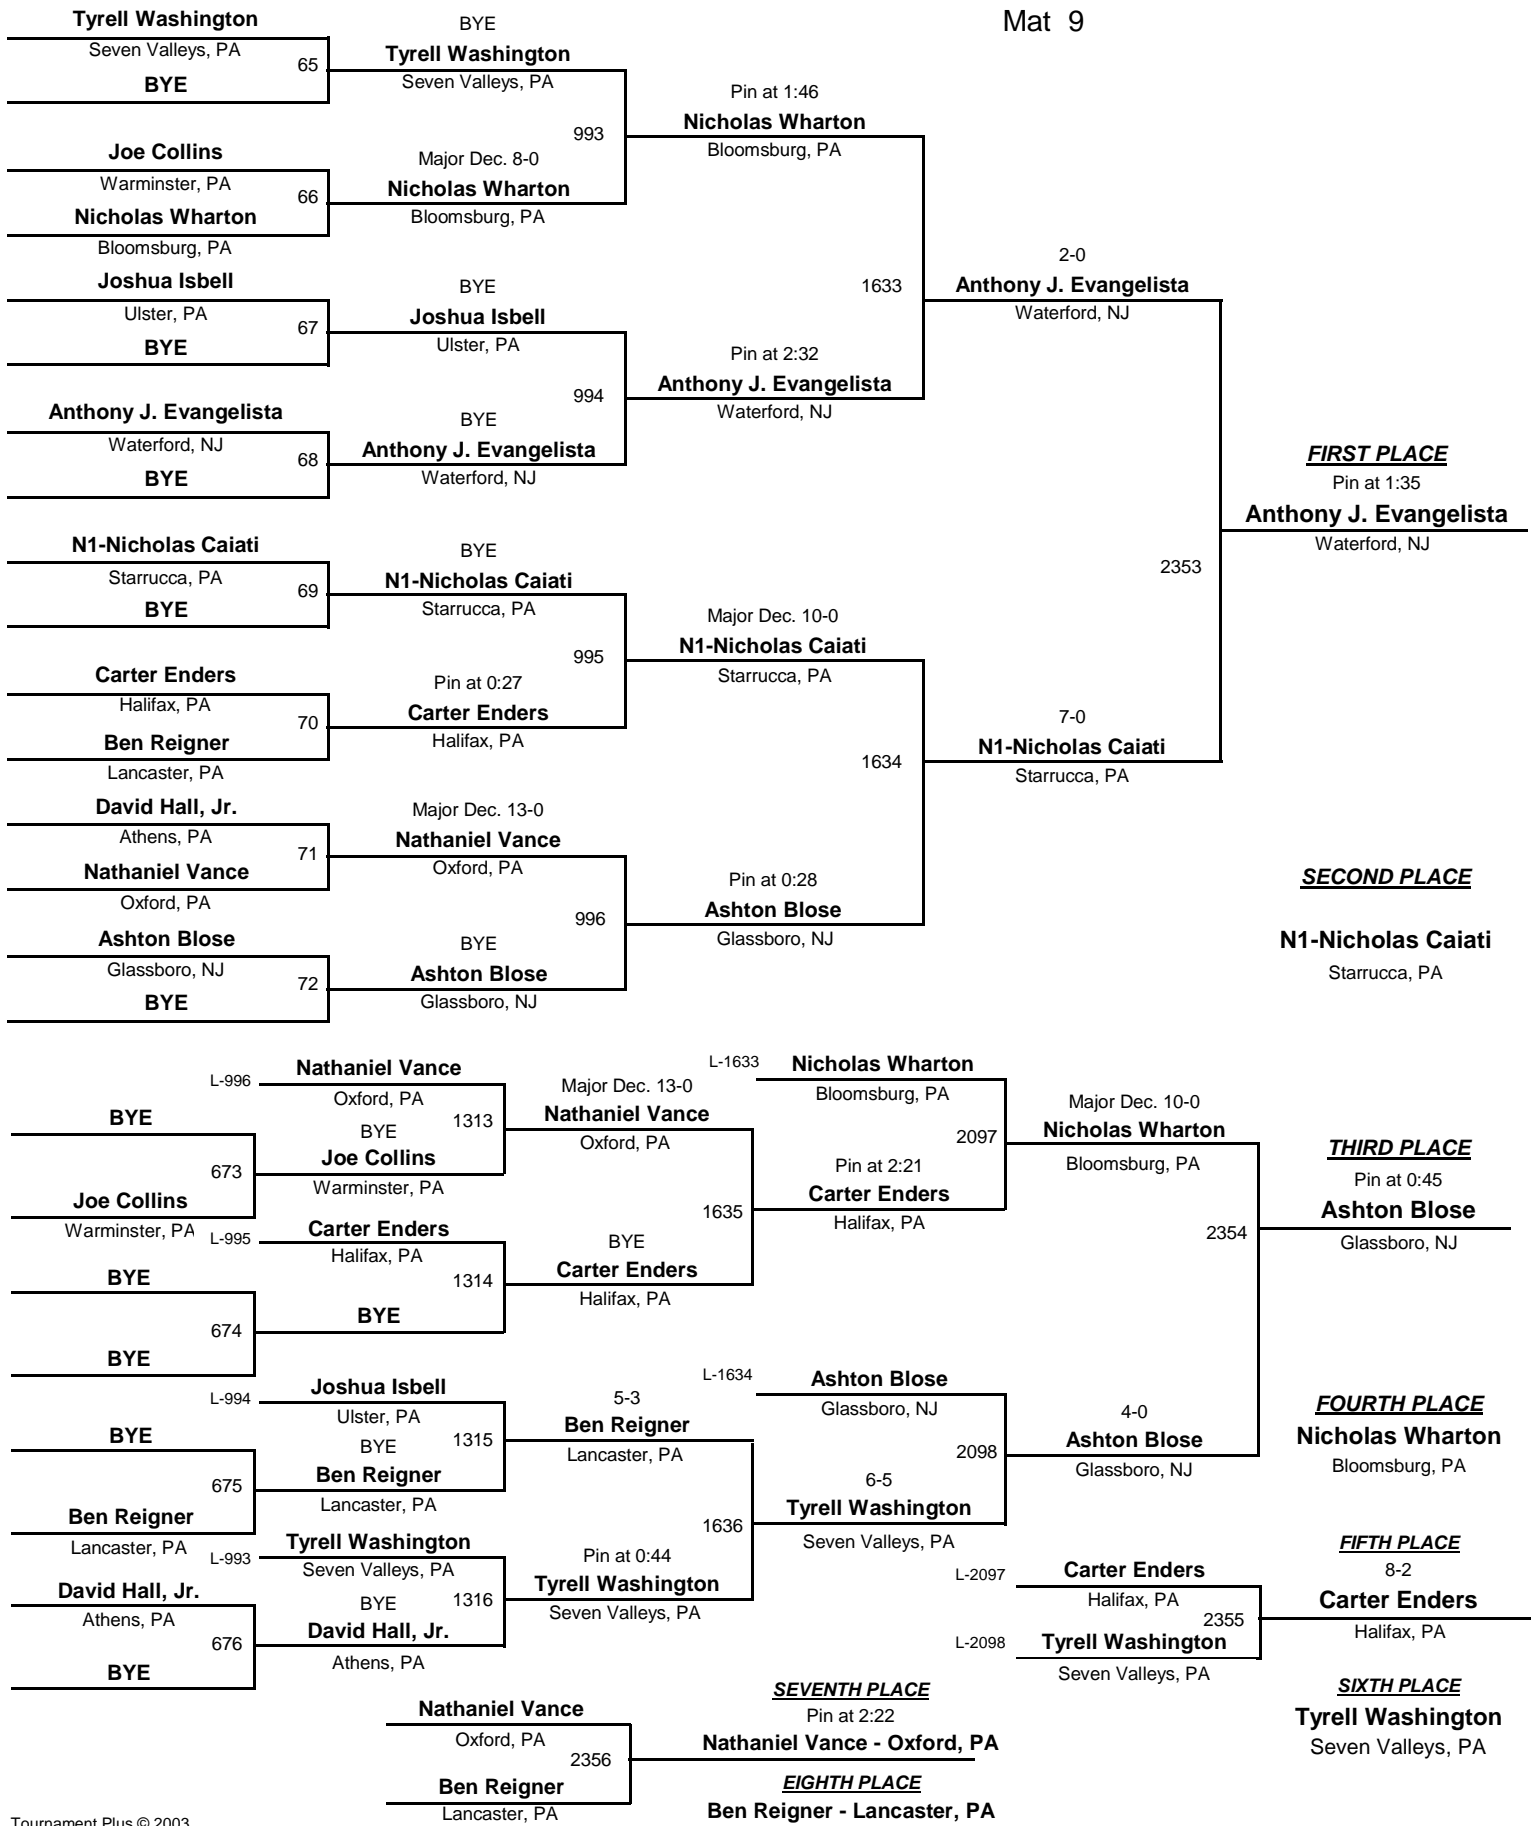 Mat 9
Tyrell Washington
Seven Valleys, PA
65
BYE
Joe Collins
Warminster, PA
66
Nicholas Wharton
Bloomsburg, PA
Joshua Isbell
Ulster, PA
67
BYE
Anthony J. Evangelista
Waterford, NJ
68
BYE
N1-Nicholas Caiati
Starrucca, PA
69
BYE
Carter Enders
Halifax, PA
70
Ben Reigner
Lancaster, PA
David Hall, Jr.
Athens, PA
71
Nathaniel Vance
Oxford, PA
Ashton Blose
Glassboro, NJ
72
BYE
BYE
Tyrell Washington
Seven Valleys, PA
993
Major Dec. 8-0
Nicholas Wharton
Bloomsburg, PA
BYE
Joshua Isbell
Ulster, PA
994
BYE
Anthony J. Evangelista
Waterford, NJ
BYE
N1-Nicholas Caiati
Starrucca, PA
995
Pin at 0:27
Carter Enders
Halifax, PA
Major Dec. 13-0
Nathaniel Vance
Oxford, PA
996
BYE
Ashton Blose
Glassboro, NJ
Pin at 1:46
Nicholas Wharton
Bloomsburg, PA
1633
Pin at 2:32
Anthony J. Evangelista
Waterford, NJ
Major Dec. 10-0
N1-Nicholas Caiati
Starrucca, PA
1634
Pin at 0:28
Ashton Blose
Glassboro, NJ
2-0
Anthony J. Evangelista
Waterford, NJ
2353
7-0
N1-Nicholas Caiati
Starrucca, PA
FIRST PLACE
Pin at 1:35
Anthony J. Evangelista
Waterford, NJ
SECOND PLACE
N1-Nicholas Caiati
Starrucca, PA
BYE
673
Joe Collins
Warminster, PA
BYE
674
BYE
BYE
675
Ben Reigner
Lancaster, PA
David Hall, Jr.
Athens, PA
676
BYE
L-996
Nathaniel Vance
Oxford, PA
1313
BYE
Joe Collins
Warminster, PA
L-995
Carter Enders
Halifax, PA
1314
BYE
L-994
Joshua Isbell
Ulster, PA
1315
BYE
Ben Reigner
Lancaster, PA
L-993
Tyrell Washington
Seven Valleys, PA
1316
BYE
David Hall, Jr.
Athens, PA
Major Dec. 13-0
Nathaniel Vance
Oxford, PA
1635
BYE
Carter Enders
Halifax, PA
5-3
Ben Reigner
Lancaster, PA
1636
Pin at 0:44
Tyrell Washington
Seven Valleys, PA
L-1633
Nicholas Wharton
Bloomsburg, PA
2097
Pin at 2:21
Carter Enders
Halifax, PA
L-1634
Ashton Blose
Glassboro, NJ
2098
6-5
Tyrell Washington
Seven Valleys, PA
Major Dec. 10-0
Nicholas Wharton
Bloomsburg, PA
2354
4-0
Ashton Blose
Glassboro, NJ
THIRD PLACE
Pin at 0:45
Ashton Blose
Glassboro, NJ
FOURTH PLACE
Nicholas Wharton
Bloomsburg, PA
L-2097
Carter Enders
Halifax, PA
2355
L-2098
Tyrell Washington
Seven Valleys, PA
FIFTH PLACE
8-2
Carter Enders
Halifax, PA
SIXTH PLACE
Tyrell Washington
Seven Valleys, PA
Nathaniel Vance
Oxford, PA
2356
Ben Reigner
Lancaster, PA
SEVENTH PLACE
Pin at 2:22
Nathaniel Vance - Oxford, PA
EIGHTH PLACE
Ben Reigner - Lancaster, PA
Tournament Plus © 2003